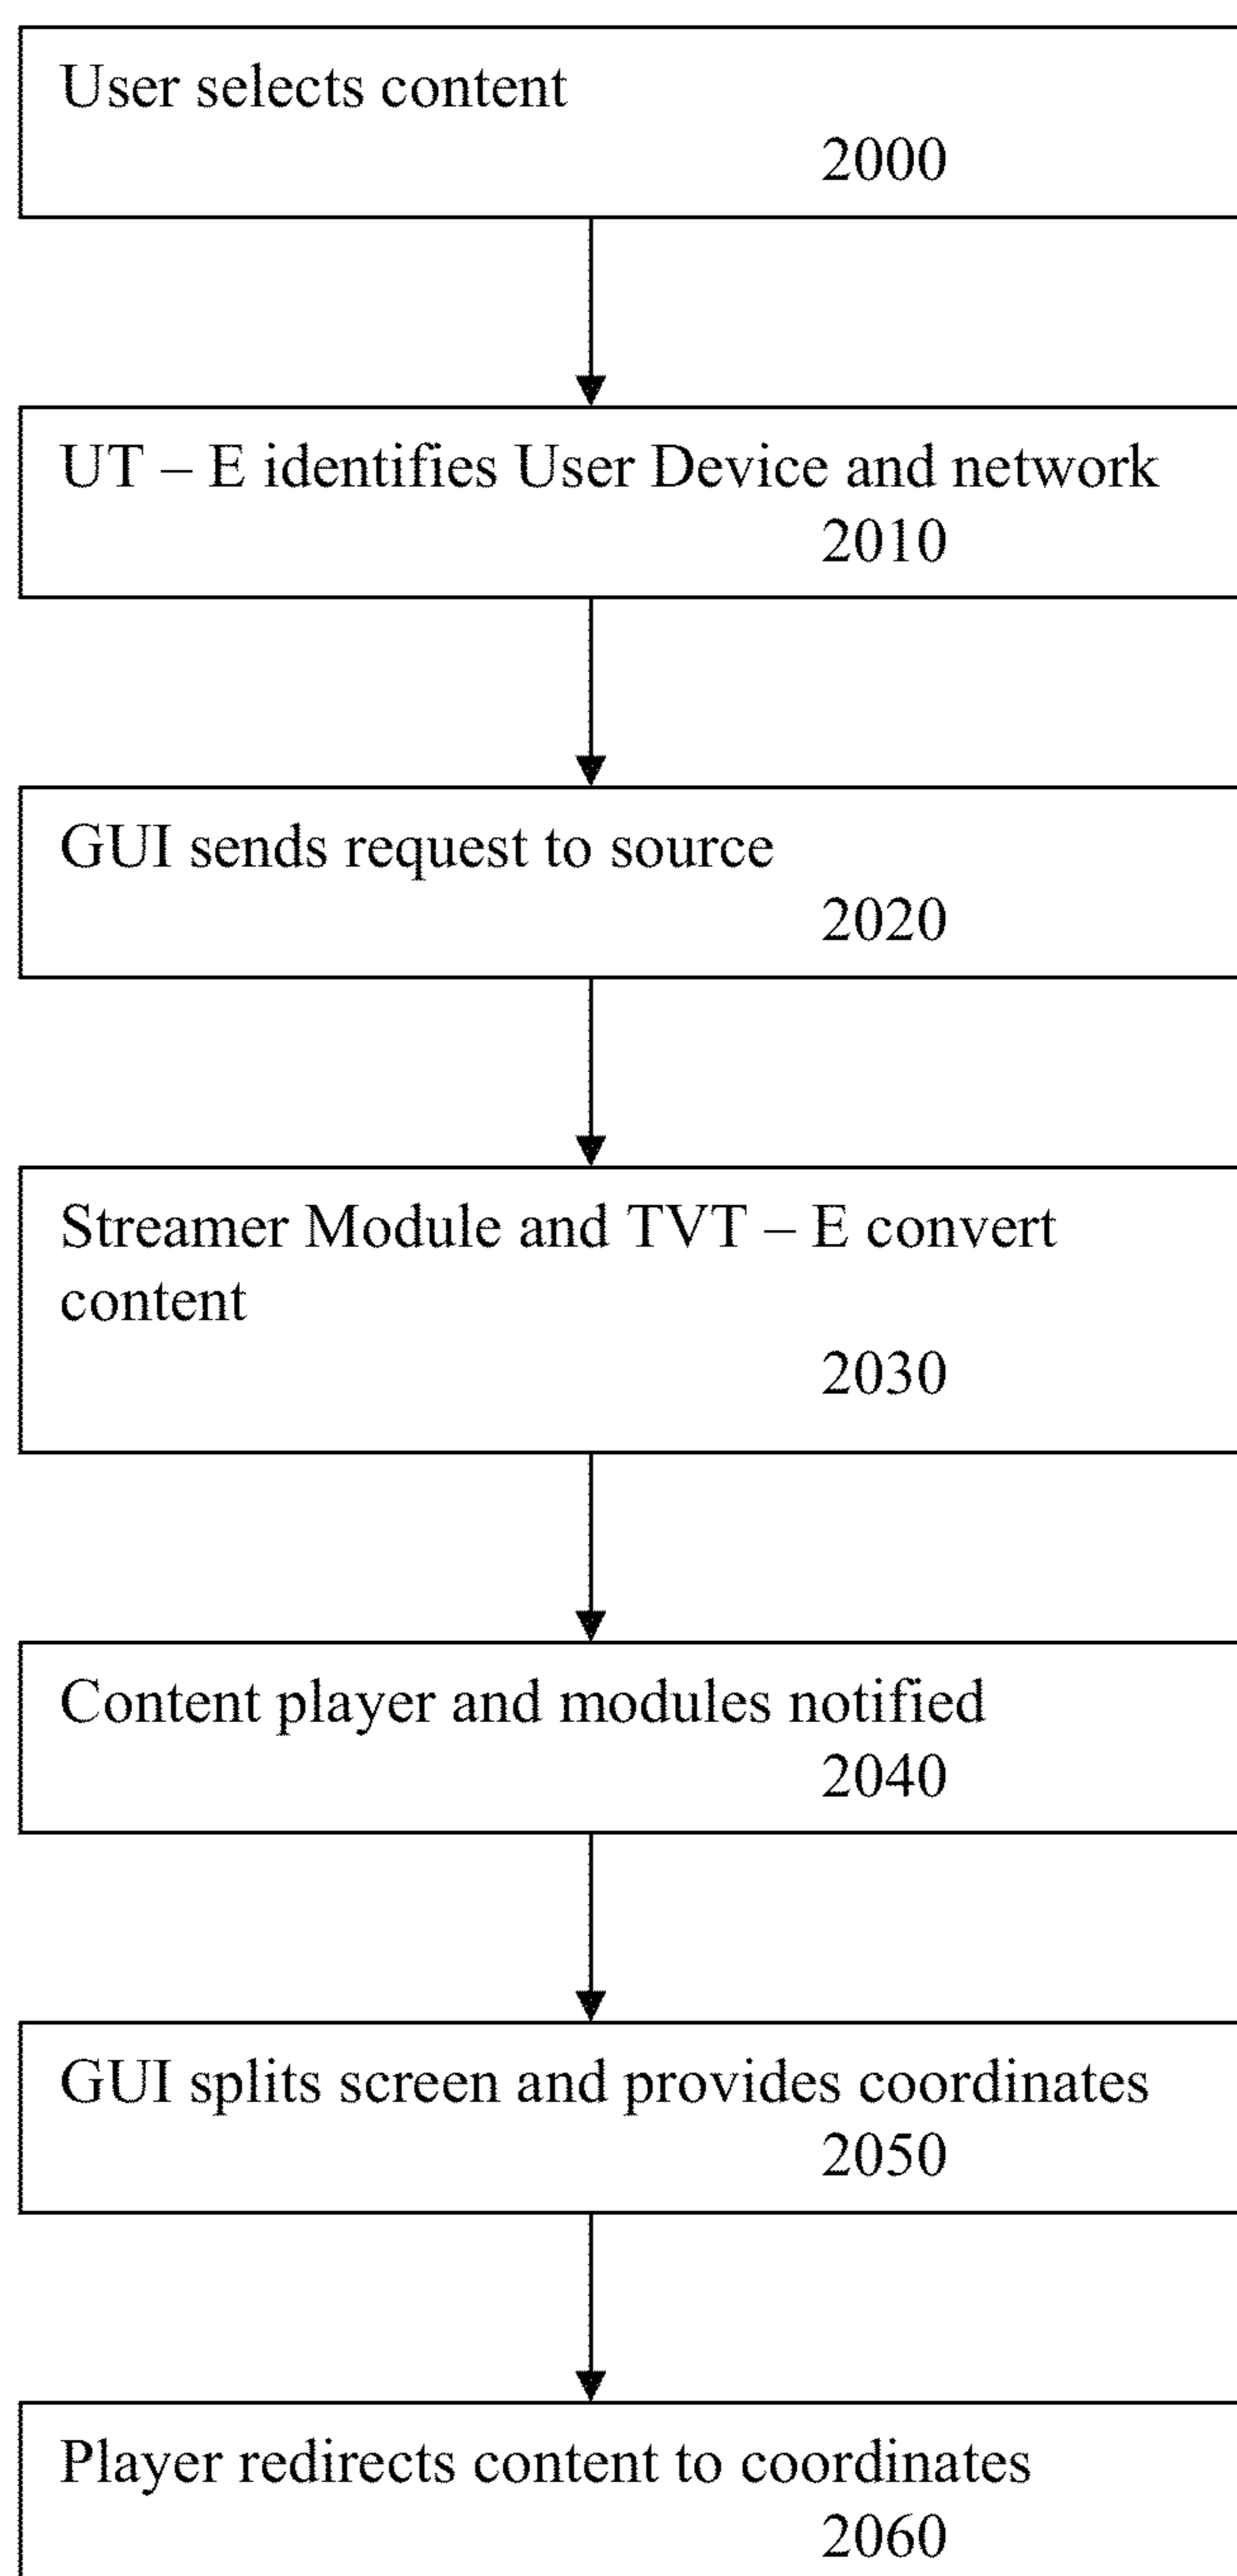 User selects content
2000
UT – E identifies User Device and network
2010
GUI sends request to source
2020
Streamer Module and TVT – E convert
content
2030
Content player and modules notified
2040
GUI splits screen and provides coordinates
2050
Player redirects content to coordinates
2060